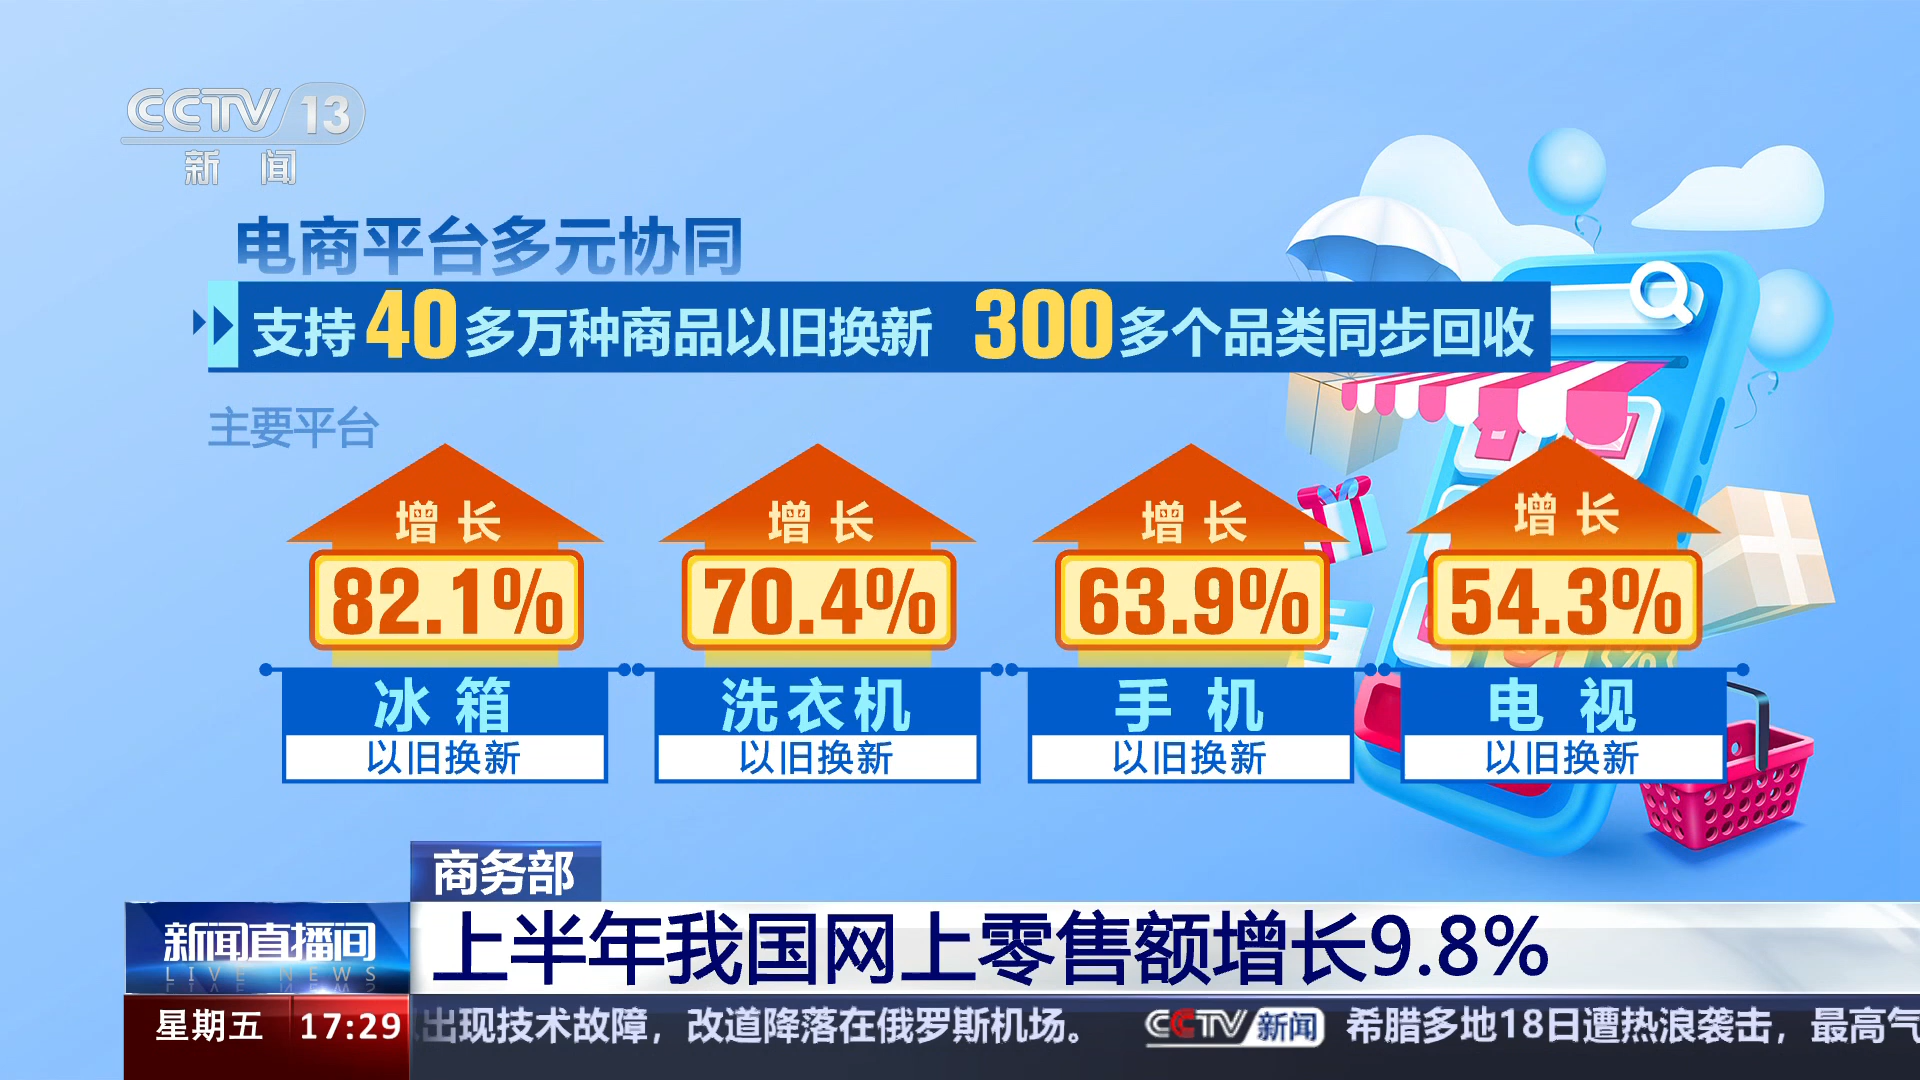 CCTV 13
新闻
电商平台多元协同
支持40多万种商品以旧换新 300多个品类同步回收
主要平台
增长 增长 增长 增长
82.1% 70.4% 63.9% 54.3%
冰箱 洗衣机 手机 电视
以旧换新 以旧换新 以旧换新 以旧换新
商务部
上半年我国网上零售额增长9.8%
新闻直播间
LIVE NEWS
星期五 17:29 出现技术故障，改道降落在俄罗斯机场。 CCTV新闻 希腊多地18日遭热浪袭击，最高气